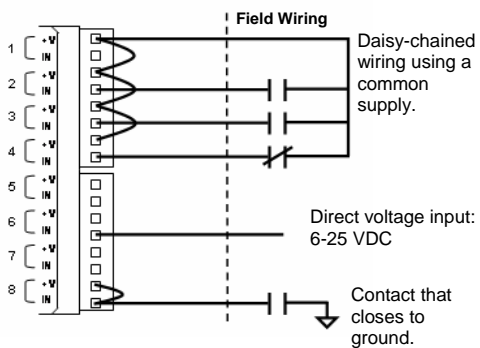 Field Wiring
1 +V
IN
2 +V
IN
3 +V
IN
4 +V
IN
5 +V
IN
6 +V
IN
7 +V
IN
8 +V
IN
Daisy-chained
wiring using a
common
supply.
Direct voltage input:
6-25 VDC
Contact that
closes to
ground.